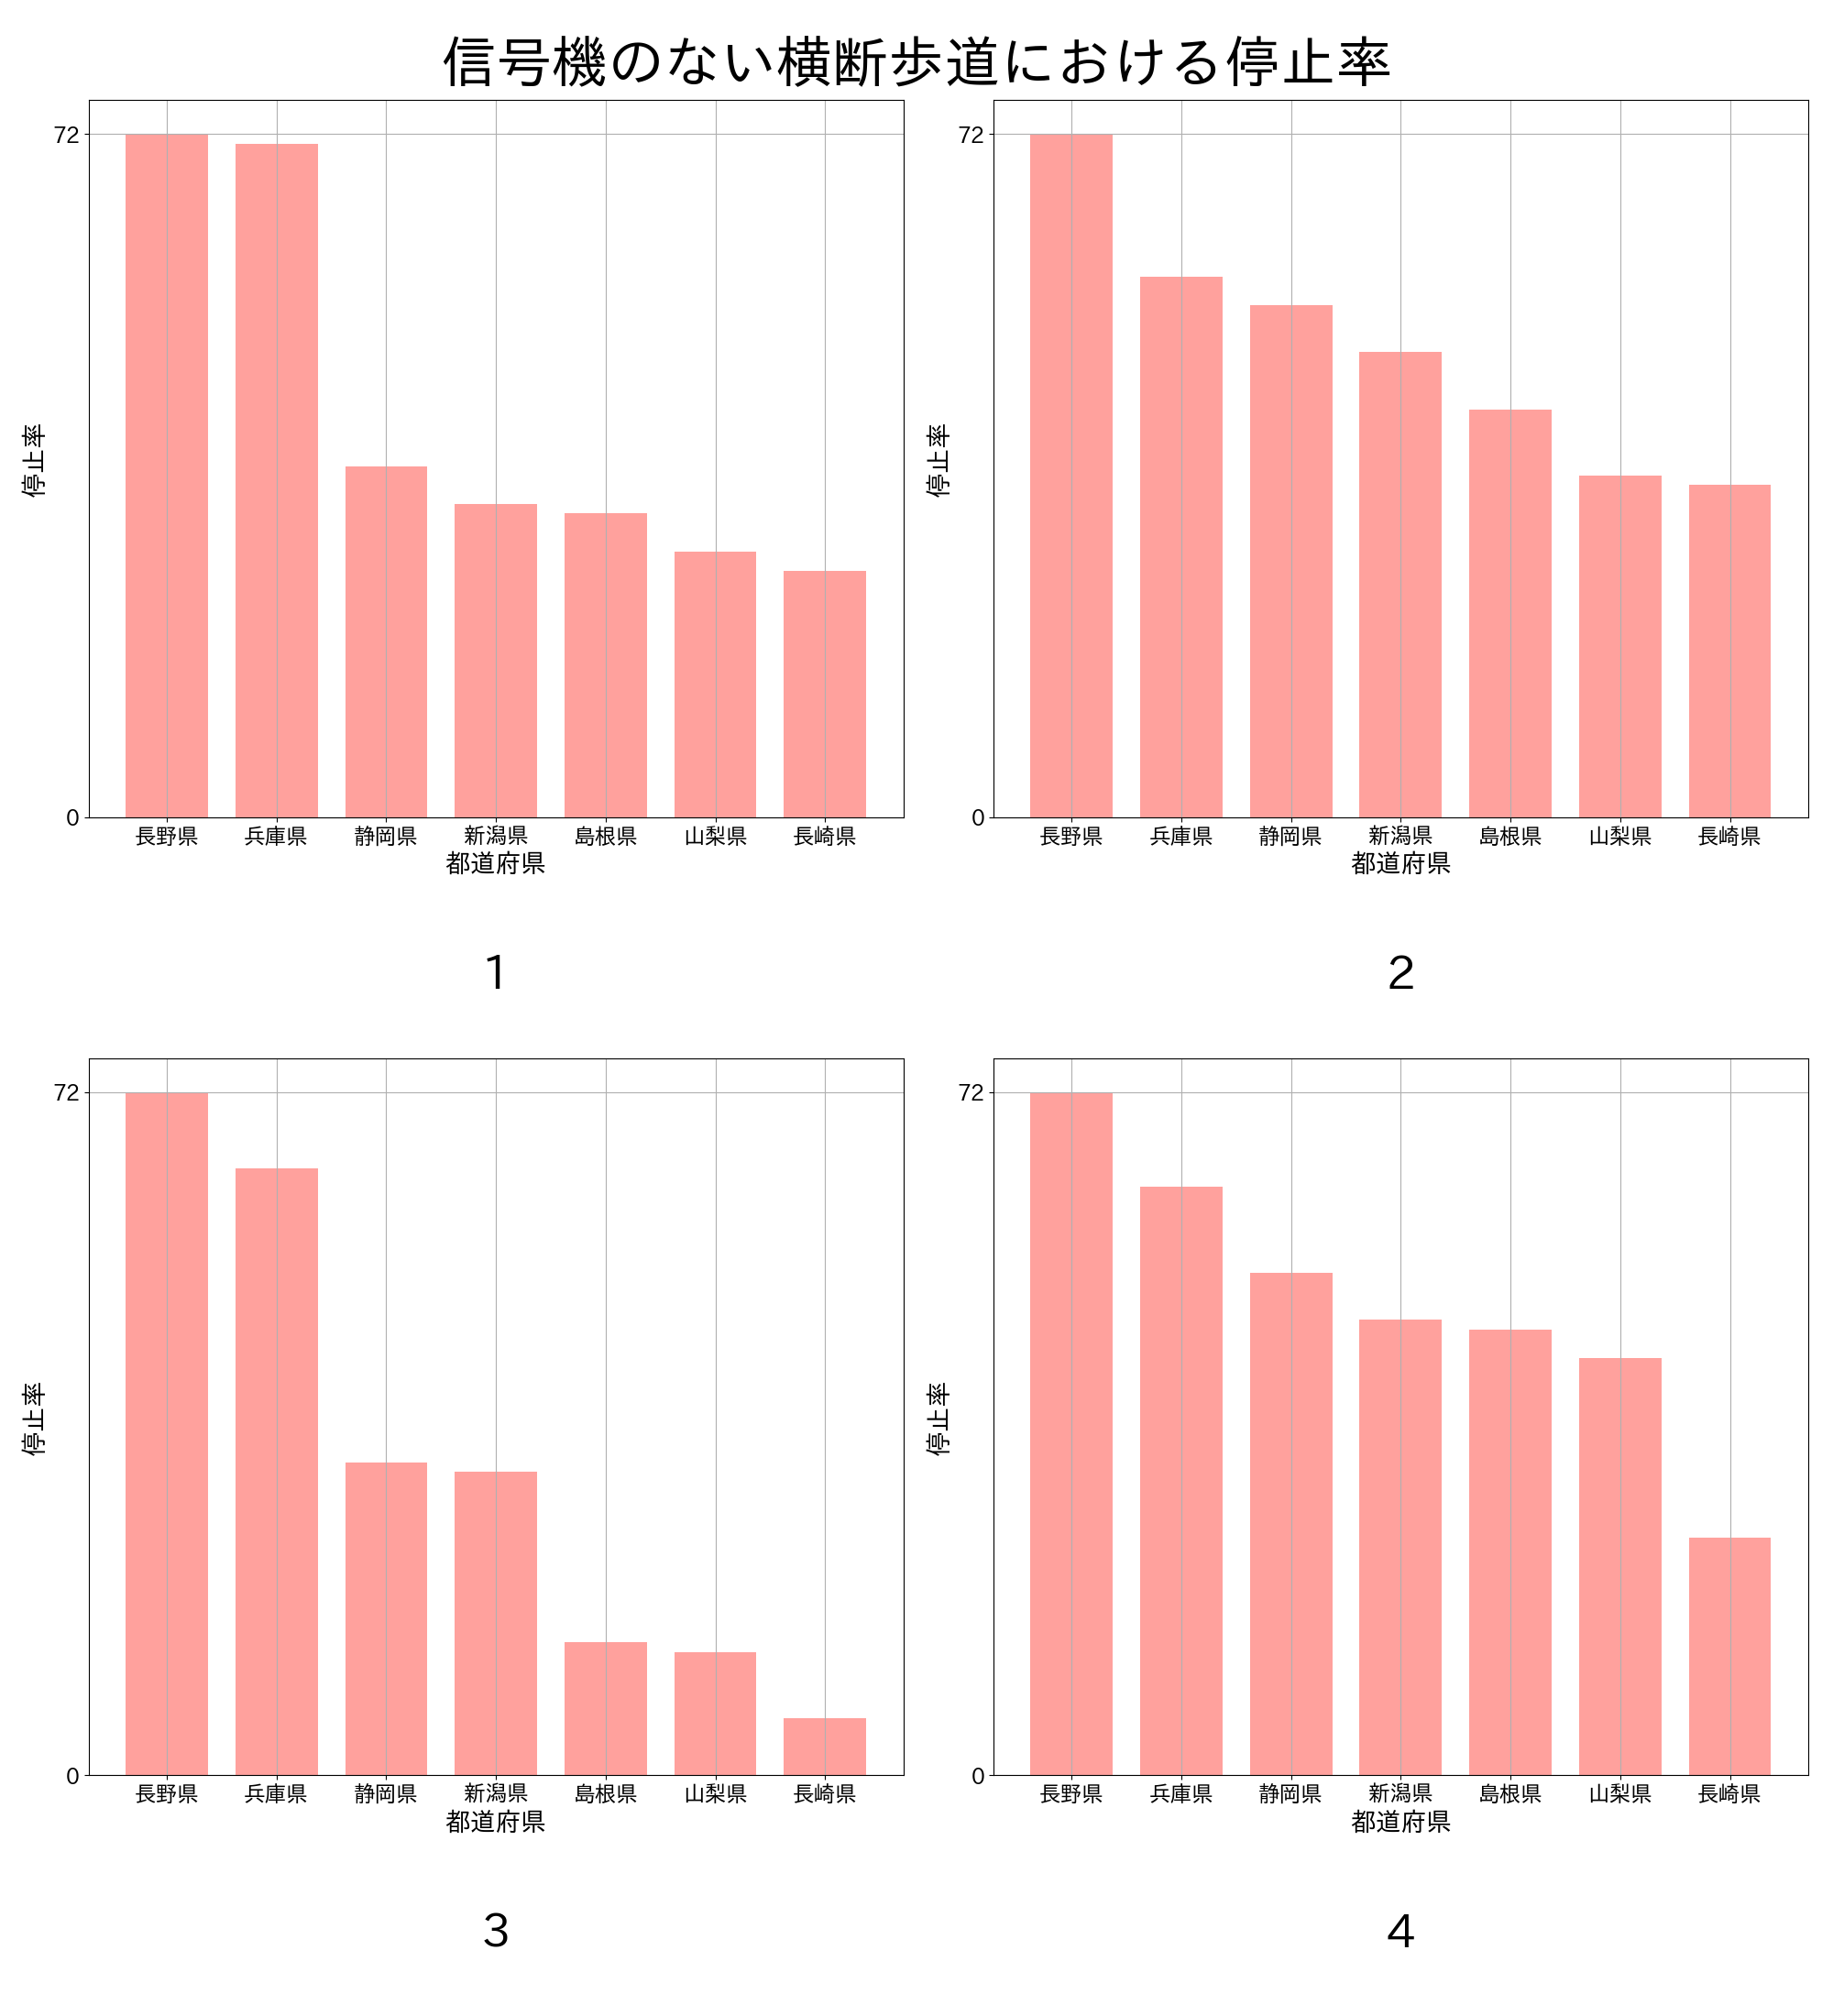 信号機のない横断歩道における停止率
72
0
停止率
長野県 兵庫県 静岡県 新潟県 島根県 山梨県 長崎県
都道府県
1
72
0
停止率
長野県 兵庫県 静岡県 新潟県 島根県 山梨県 長崎県
都道府県
2
72
0
停止率
長野県 兵庫県 静岡県 新潟県 島根県 山梨県 長崎県
都道府県
3
72
0
停止率
長野県 兵庫県 静岡県 新潟県 島根県 山梨県 長崎県
都道府県
4